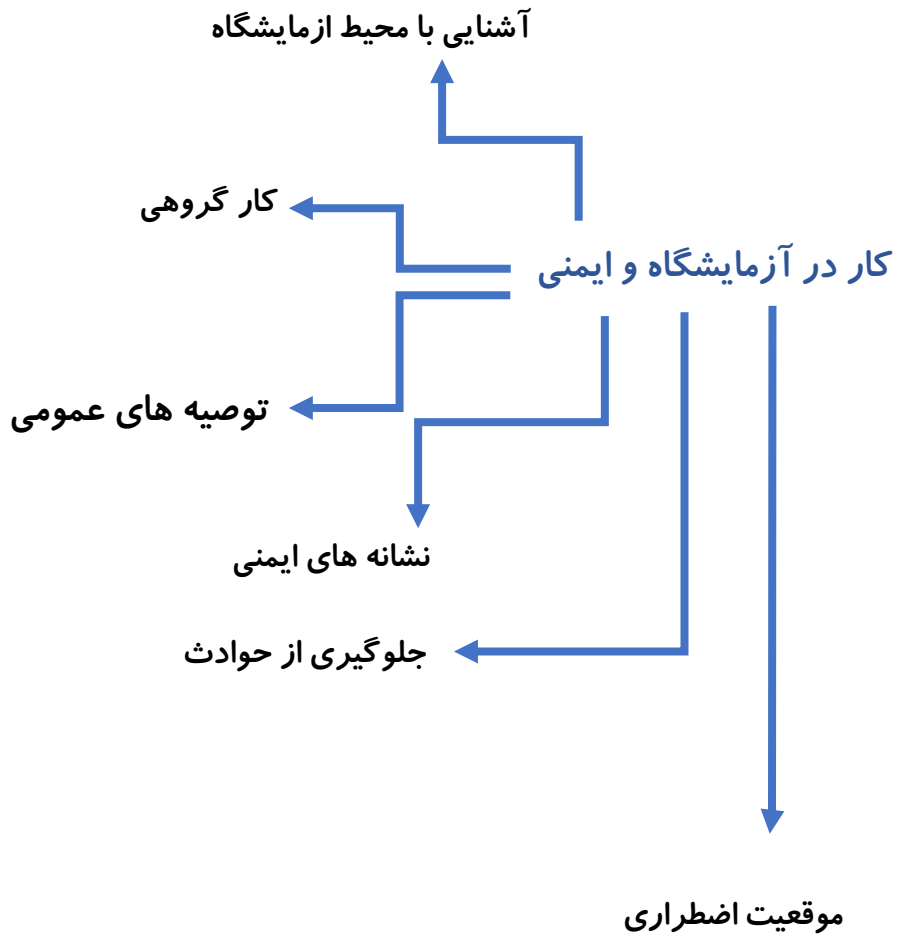 آشنایی با محیط ازمایشگاه
کار گروهی
کار در آزمایشگاه و ایمنی
توصیه های عمومی
نشانه های ایمنی
جلوگیری از حوادث
موقعیت اضطراری